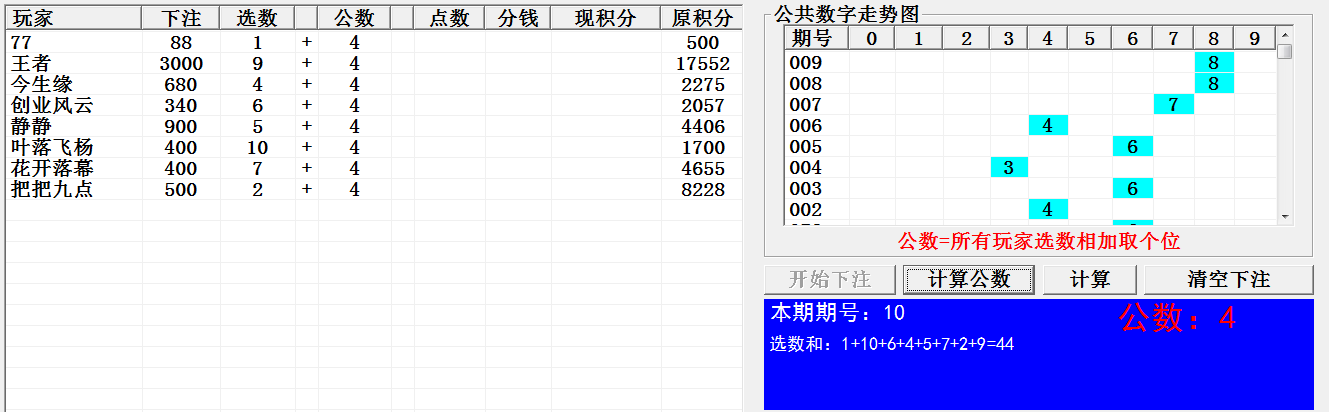 玩家 下注 选数 公数 点数 分钱 现积分 原积分
77 88 1 + 4 500
王者 3000 9 + 4 17552
今生缘 680 4 + 4 2275
创业风云 340 6 + 4 2057
静静 900 5 + 4 4406
叶落飞杨 400 10 + 4 1700
花开落幕 400 7 + 4 4655
把把九点 500 2 + 4 8228
公共数字走势图
期号 0 1 2 3 4 5 6 7 8 9
009 8
008 8
007 7
006 4
005 6
004 3
003 6
002 4
公数=所有玩家选数相加取个位
开始下注 计算公数 计算 清空下注
本期期号：10 公数：4
选数和：1+10+6+4+5+7+2+9=44